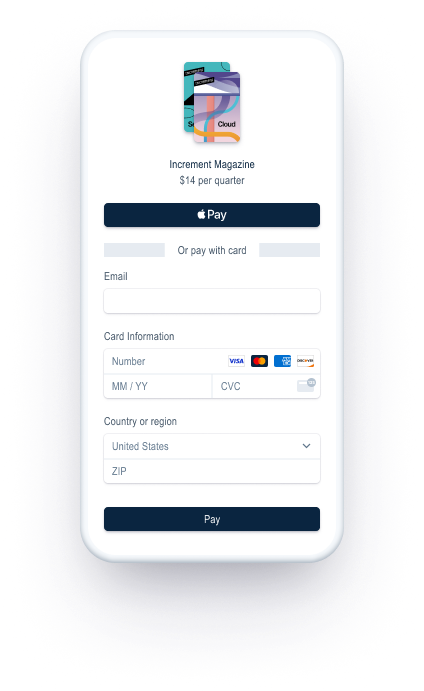 Cloud
Increment Magazine
$14 per quarter
Pay
Or pay with card
Email
Card Information
Number
VISA
DISCOVER
MM / YY
CVC
Country or region
United States
ZIP
Pay